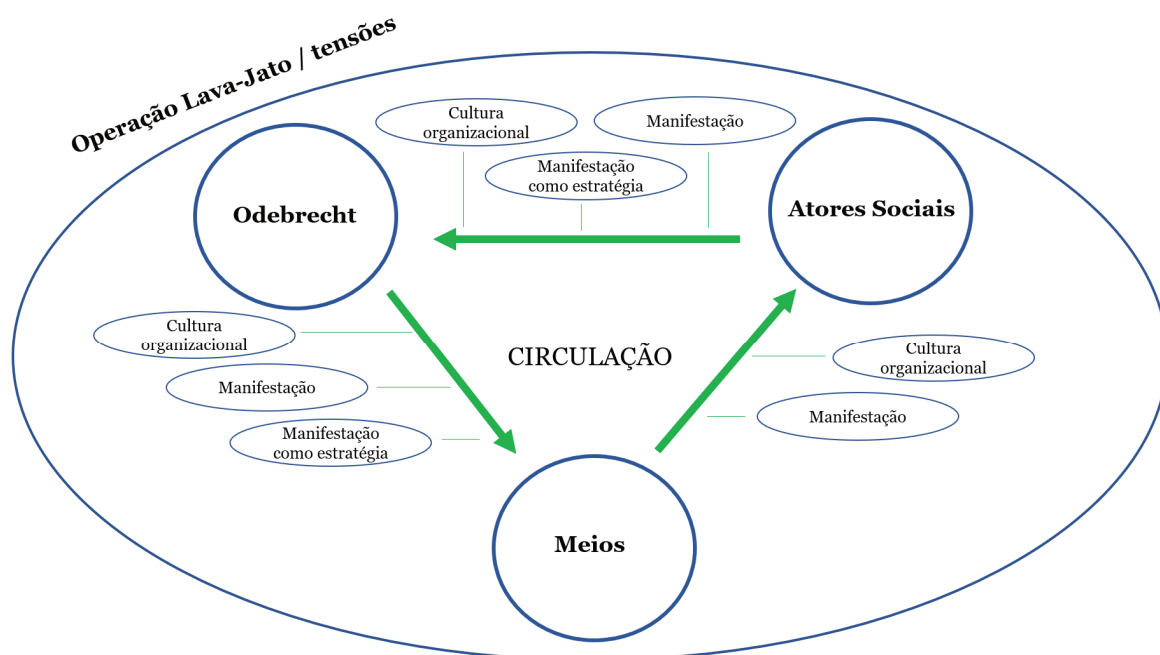 Operação Lava-Jato / tensões
Cultura
organizacional
Manifestação
Manifestação
como estratégia
Odebrecht
Atores Sociais
Cultura
organizacional
Manifestação
Manifestação
como estratégia
CIRCULAÇÃO
Cultura
organizacional
Manifestação
Meios